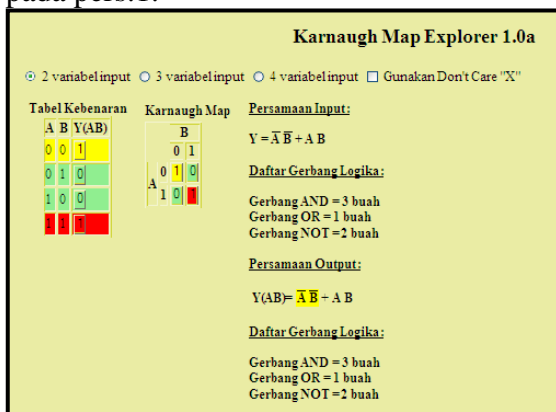 pada pers.1.
Karnaugh Map Explorer 1.0a
2 variabel input 3 variabel input 4 variabel input Gunakan Don't Care "X"
Tabel Kebenaran
A B Y(AB)
0 0 1
0 1 0
1 0 0
1 1 1
Karnaugh Map
B
0 1
A 0 1 0
1 0 1
Persamaan Input:
Y = A̅ B̅ + A B
Daftar Gerbang Logika:
Gerbang AND = 3 buah
Gerbang OR = 1 buah
Gerbang NOT = 2 buah
Persamaan Output:
Y(AB)= A̅ B̅ + A B
Daftar Gerbang Logika:
Gerbang AND = 3 buah
Gerbang OR = 1 buah
Gerbang NOT = 2 buah